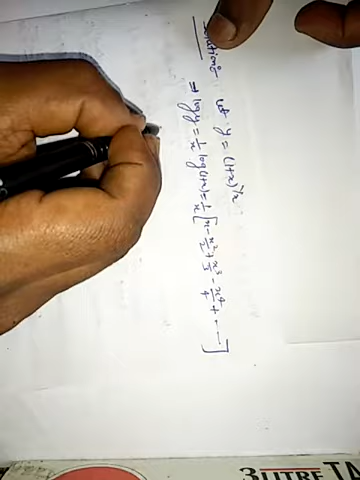 Solution:
let y = (1+x)^1/x
⇒ log y = 1/x log(1+x) = 1/x [x - x²/2 + x³/3 - x⁴/4 + ----]
3LITRE TA